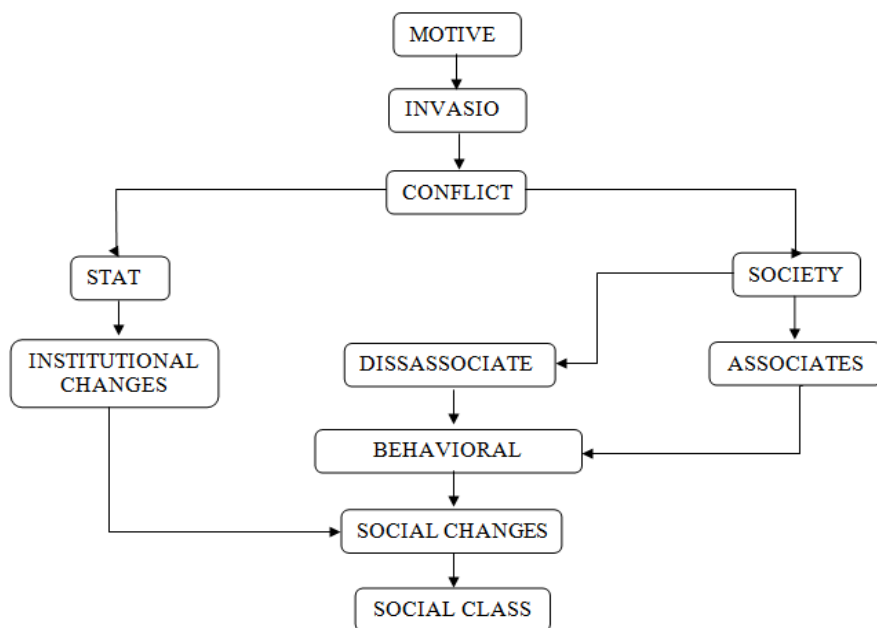 MOTIVE
INVASIO
CONFLICT
STAT
SOCIETY
INSTITUTIONAL
CHANGES
DISSASSOCIATE
ASSOCIATES
BEHAVIORAL
SOCIAL CHANGES
SOCIAL CLASS